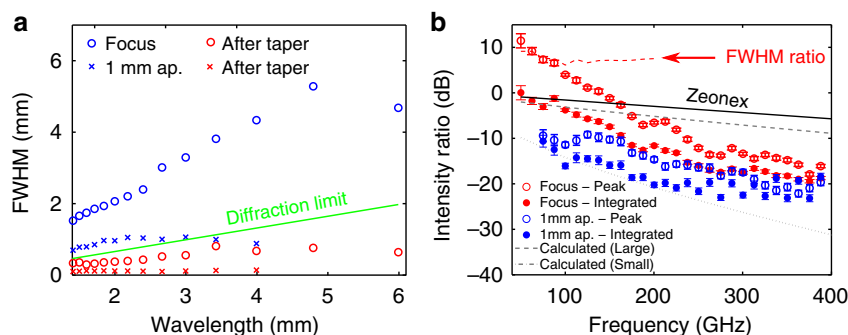 a
6
4
2
0
FWHM (mm)
Focus
After taper
1 mm ap.
After taper
Diffraction limit
2
3
4
5
6
Wavelength (mm)
b
10
0
–10
–20
–30
–40
Intensity ratio (dB)
FWHM ratio
Zeonex
Focus – Peak
Focus – Integrated
1mm ap. – Peak
1mm ap. – Integrated
Calculated (Large)
Calculated (Small)
100
200
300
400
Frequency (GHz)